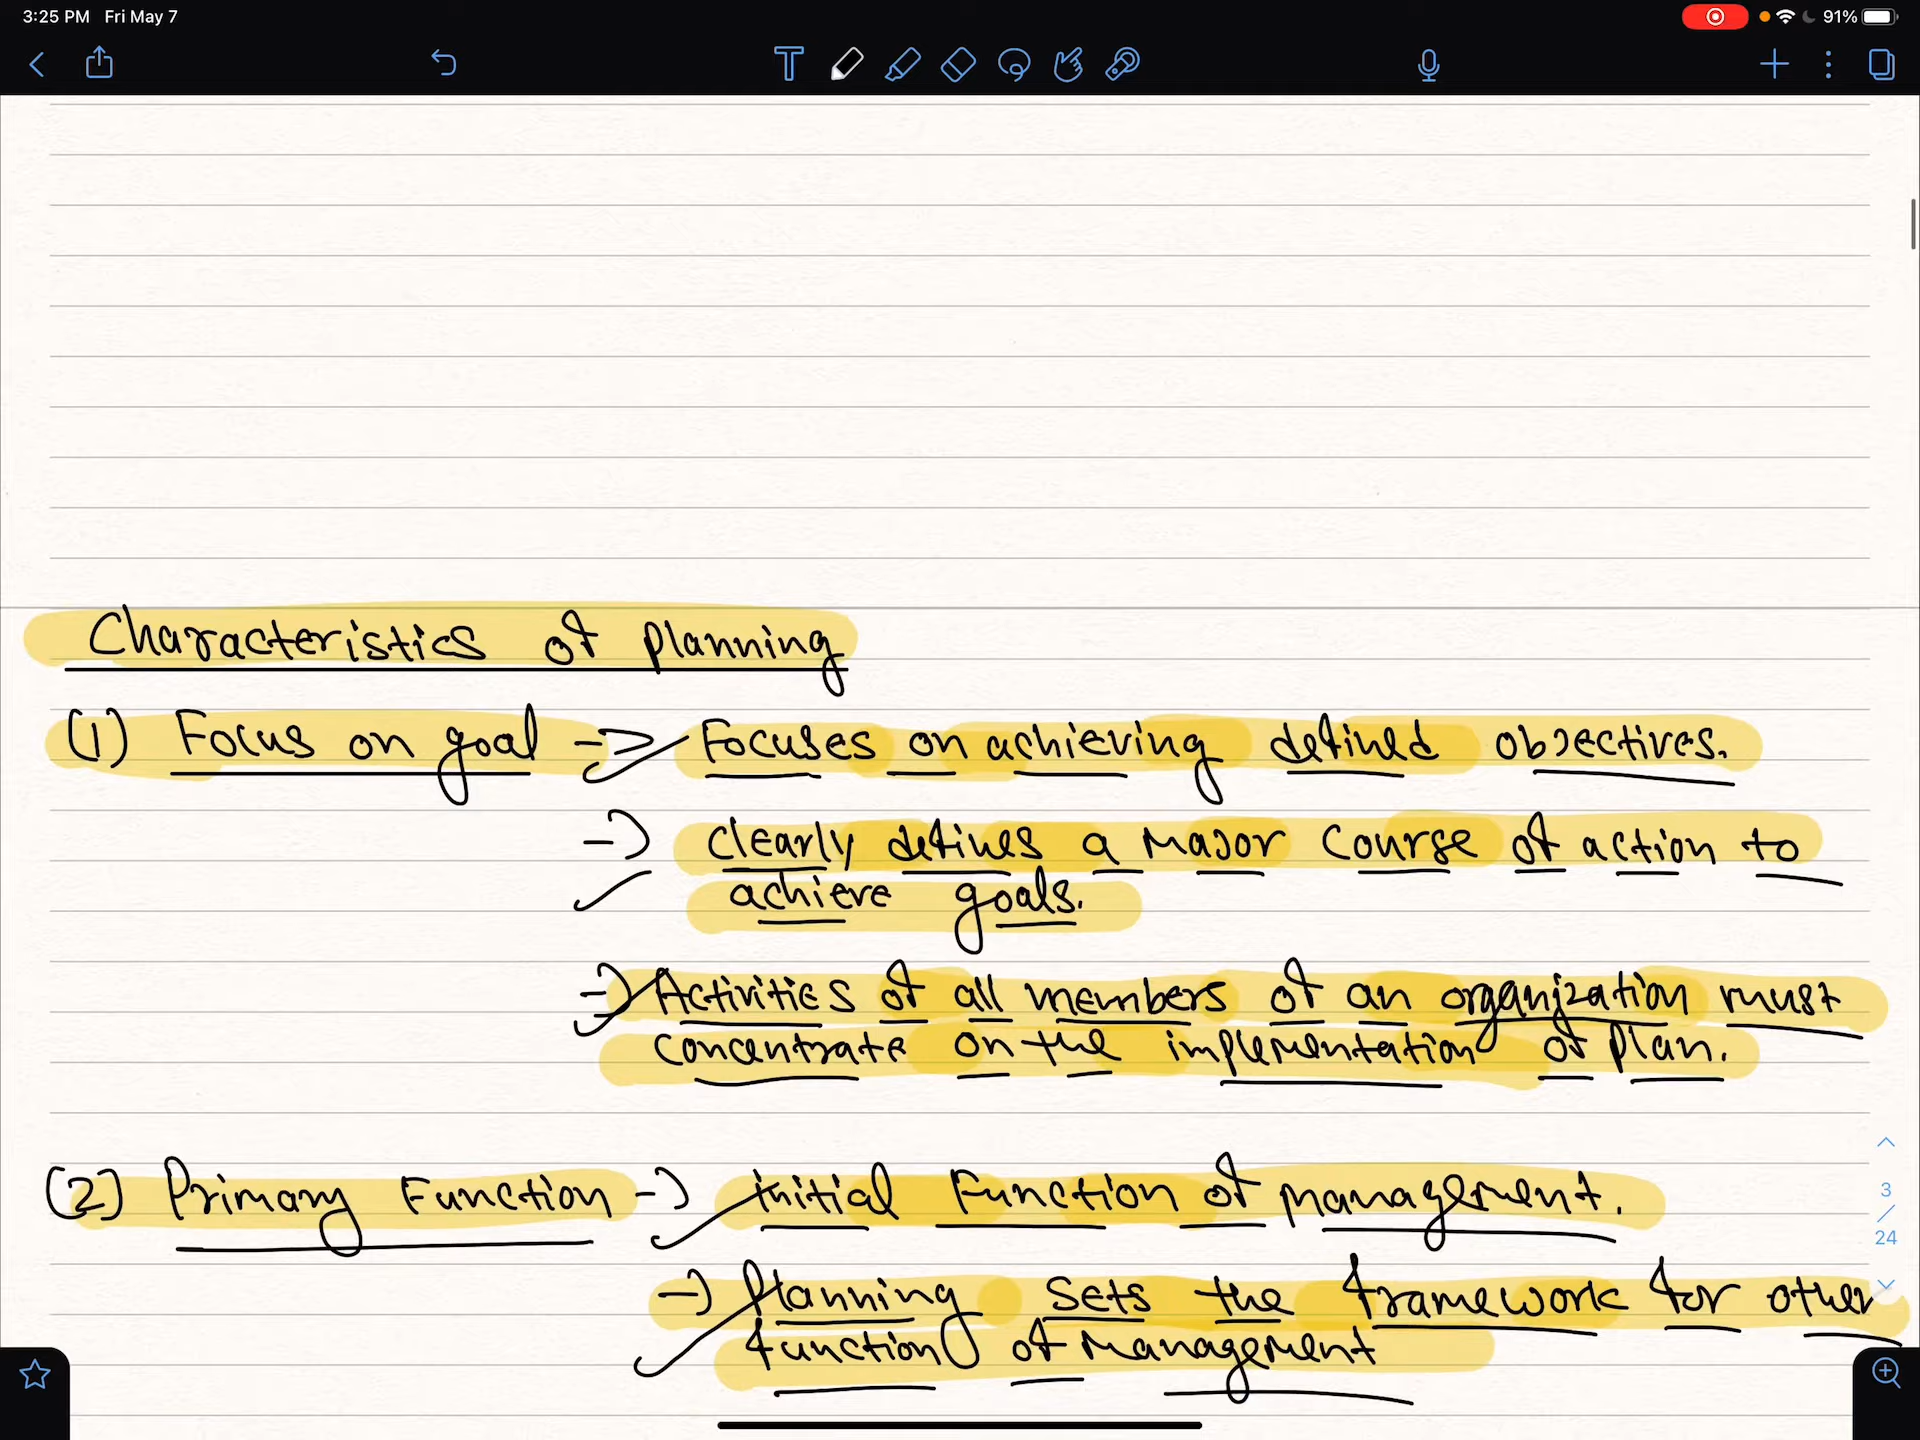 3:25 PM Fri May 7
91%
T
Characteristics of planning
(1) Focus on goal -> Focuses on achieving defined objectives.
-> Clearly defines a major course of action to
achieve goals.
-> Activities of all members of an organization must
concentrate on the implementation of plan.
(2) Primary Function -> initial function of management.
-> Planning sets the framework for other
function of management
3
/
24